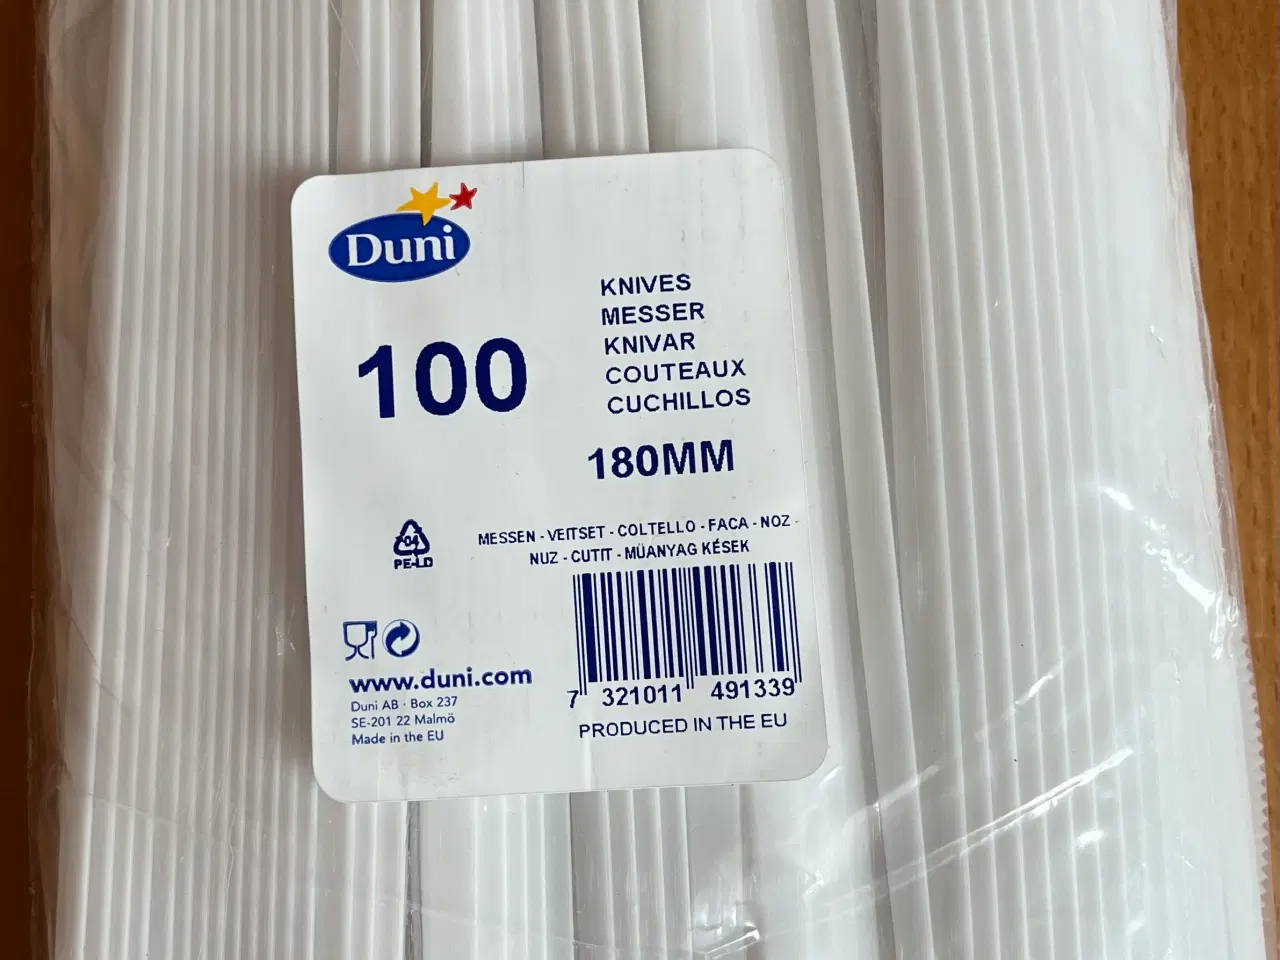 Duni
100
KNIVES
MESSER
KNIVAR
COUTEAUX
CUCHILLOS
180MM
04
PE-LD
MESSEN - VEITSET - COLTELLO - FACA - NOZ -
NUZ - CUTIT - MÜANYAG KÉSEK
www.duni.com
Duni AB · Box 237
SE-201 22 Malmö
Made in the EU
7 321011 491339
PRODUCED IN THE EU